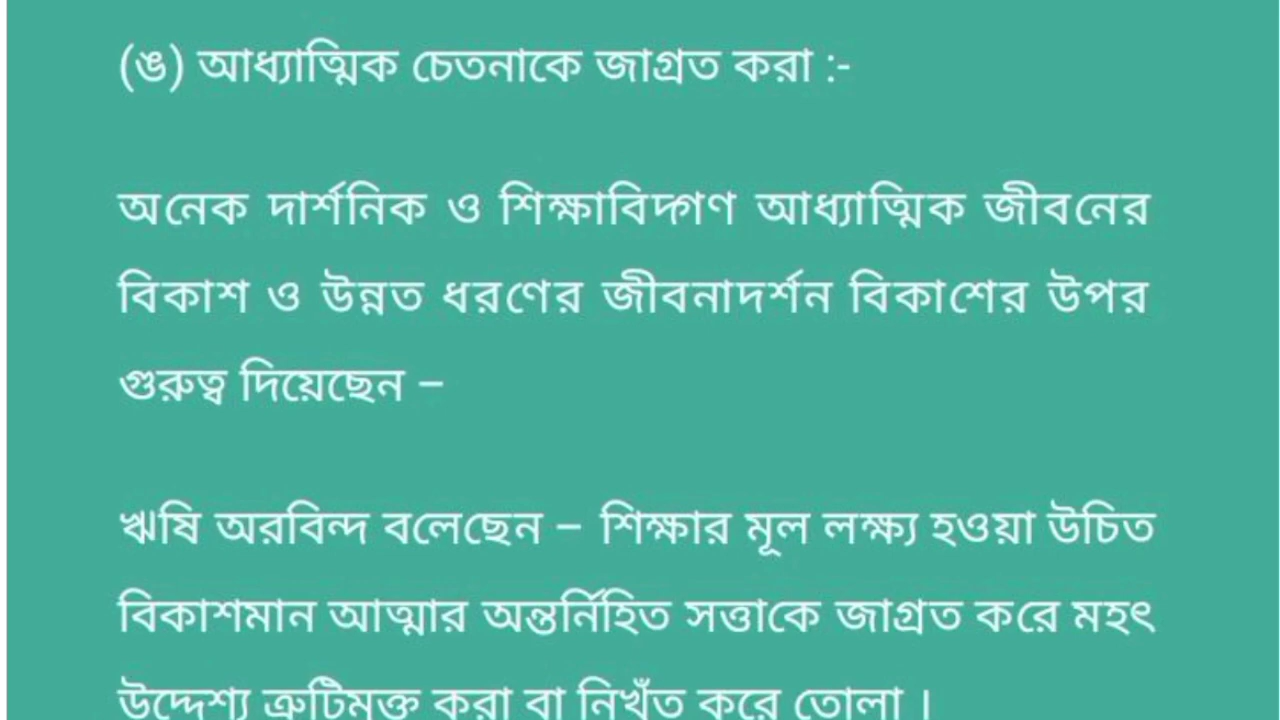 (ঙ) আধ্যাত্মিক চেতনাকে জাগ্রত করা :-
অনেক দার্শনিক ও শিক্ষাবিদ্গণ আধ্যাত্মিক জীবনের
বিকাশ ও উন্নত ধরণের জীবনাদর্শন বিকাশের উপর
গুরুত্ব দিয়েছেন –
ঋষি অরবিন্দ বলেছেন – শিক্ষার মূল লক্ষ্য হওয়া উচিত
বিকাশমান আত্মার অন্তর্নিহিত সত্তাকে জাগ্রত করে মহৎ
উদ্দেশ্য ত্রুটিমুক্ত করা বা নিখুঁত করে তোলা ।